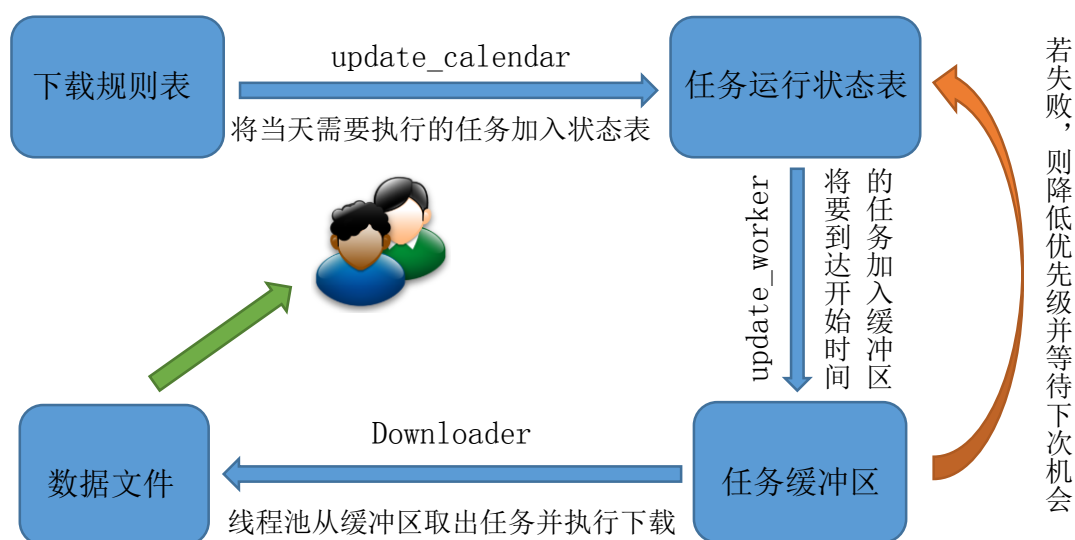 下载规则表
update_calendar
将当天需要执行的任务加入状态表
任务运行状态表
update_worker
将要到达开始时间
的任务加入缓冲区
若失败，则降低优先级并等待下次机会
数据文件
Downloader
线程池从缓冲区取出任务并执行下载
任务缓冲区